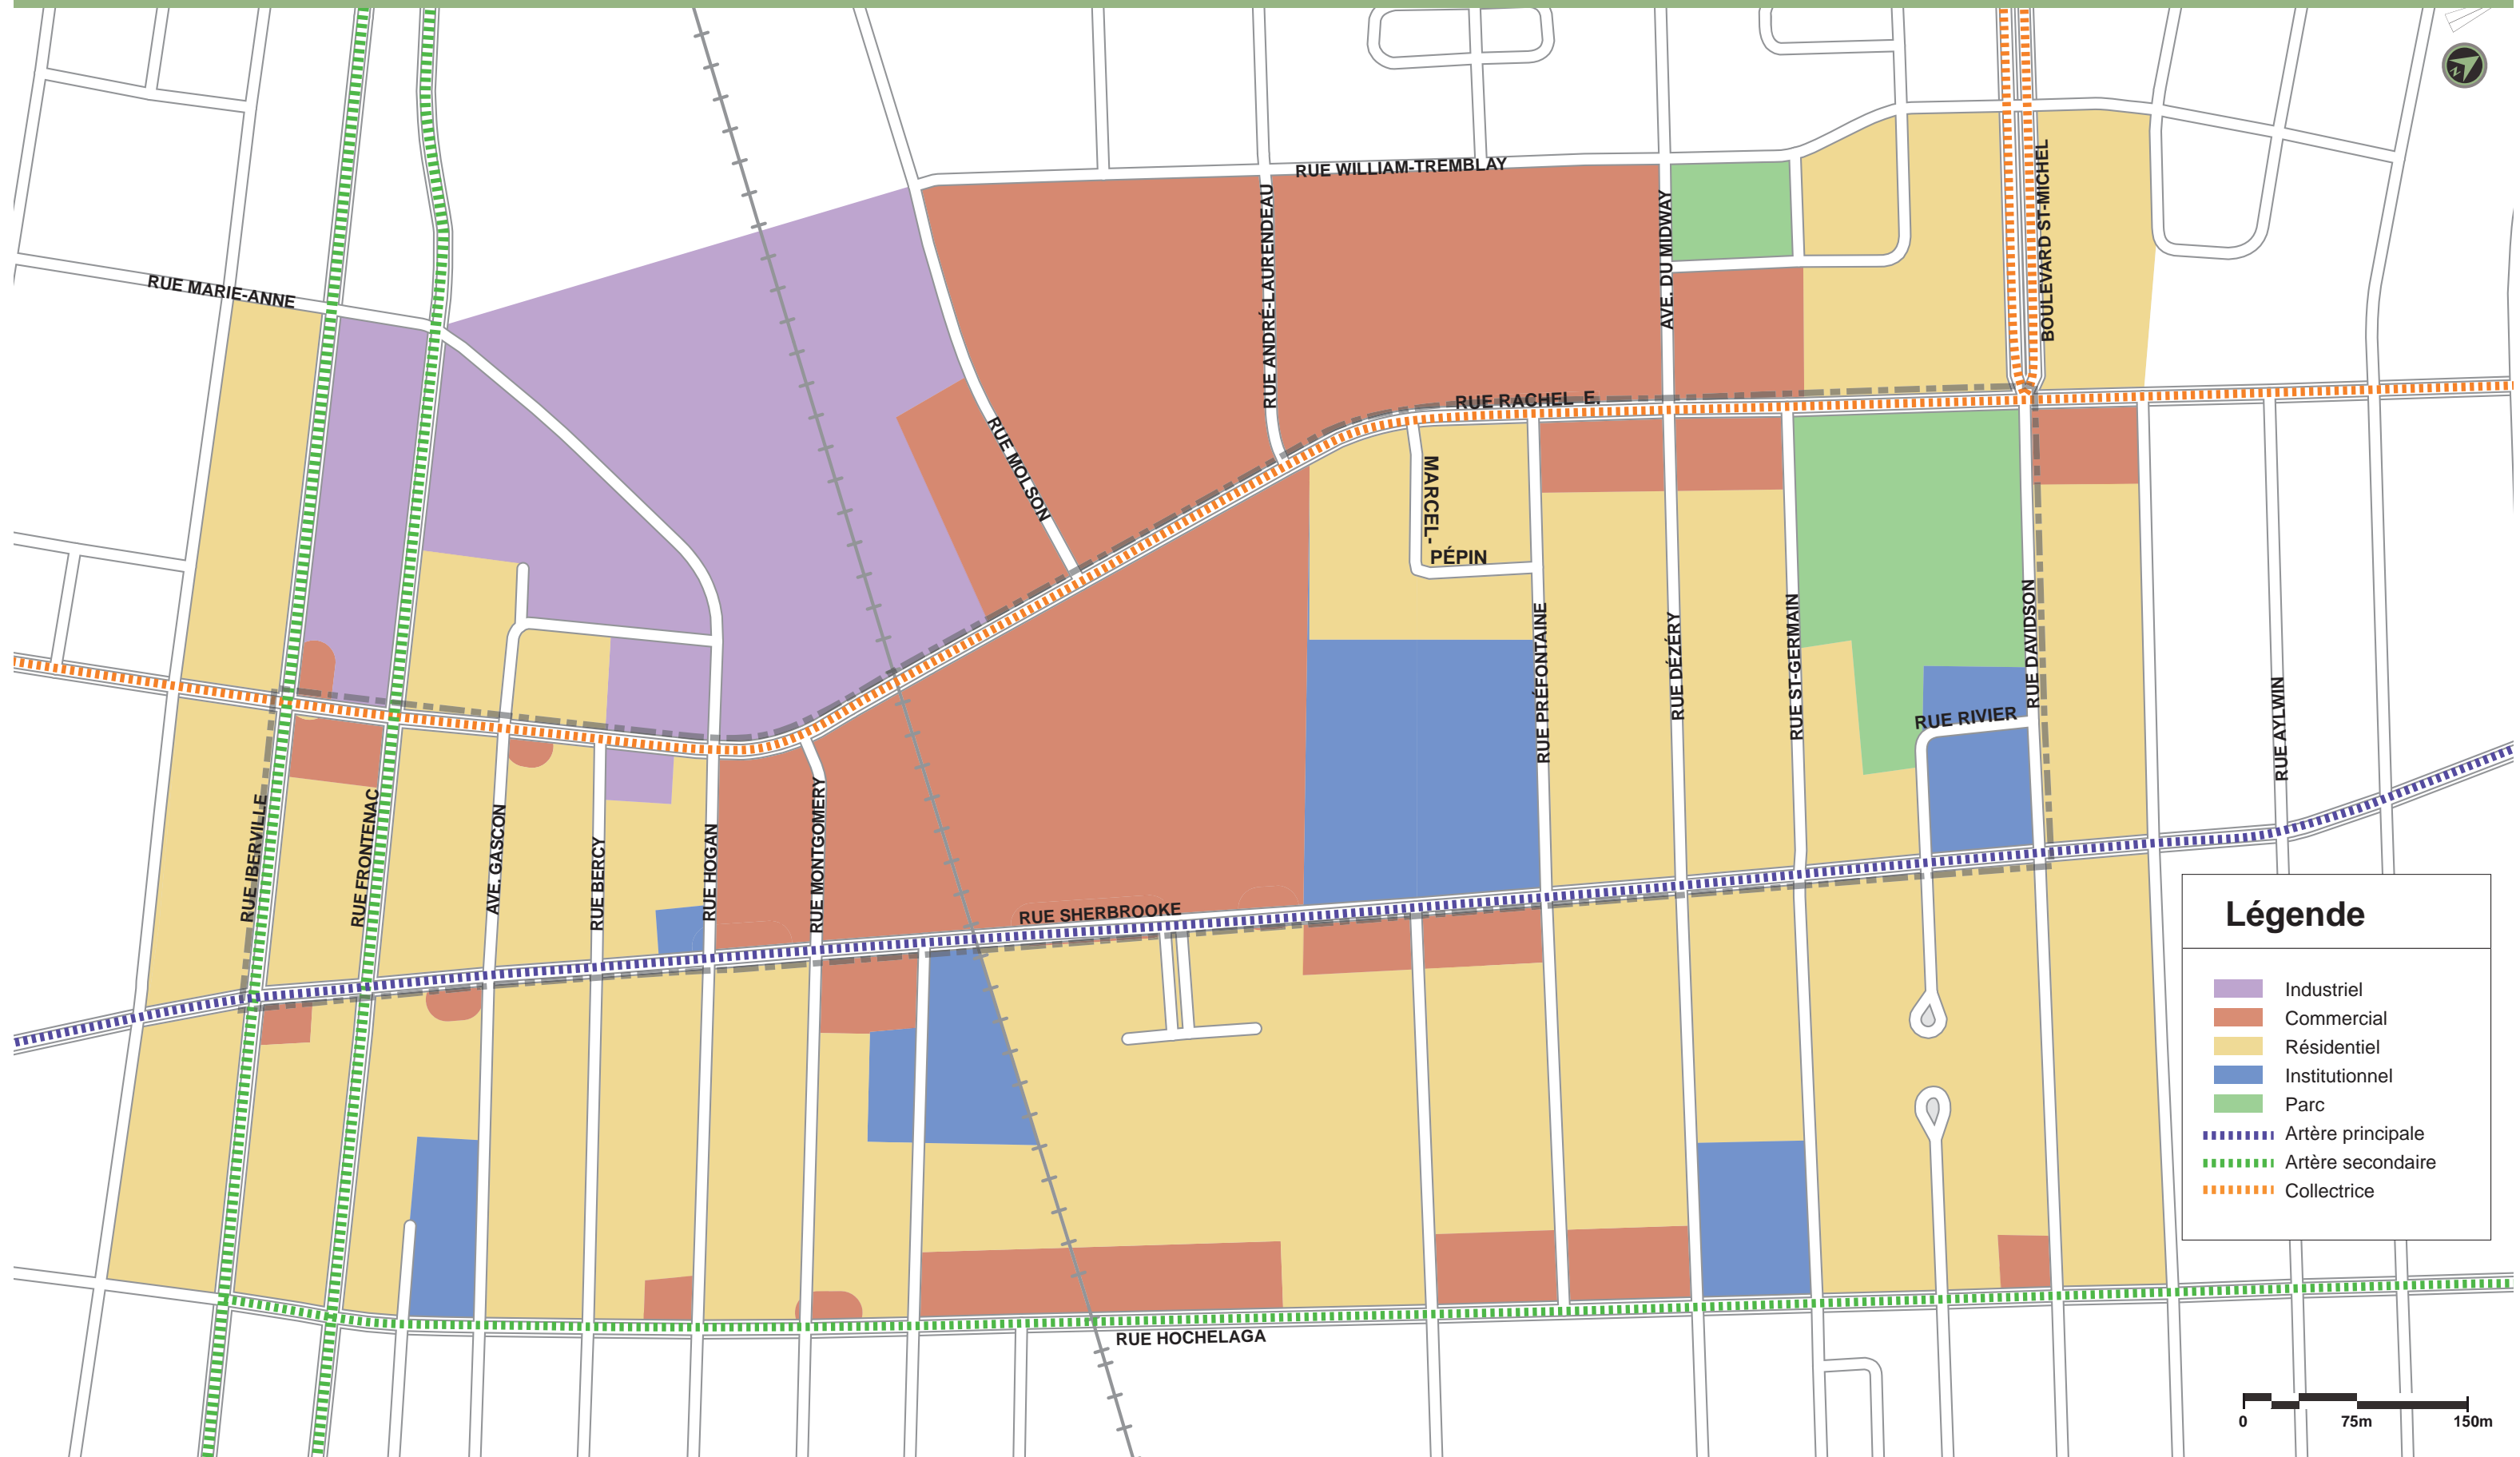 RUE WILLIAM-TREMBLAY
RUE MARIE-ANNE
RUE ANDRÉ-LAURENDEAU
AVE. DU MIDWAY
BOULEVARD ST-MICHEL
RUE RACHEL E.
RUE MOLSON
MARCEL-
PÉPIN
RUE PRÉFONTAINE
RUE DÉZÉRY
RUE ST-GERMAIN
RUE DAVIDSON
RUE RIVIER
RUE AYLWIN
RUE IBERVILLE
RUE FRONTENAC
AVE. GASCON
RUE BERCY
RUE HOGAN
RUE MONTGOMERY
RUE SHERBROOKE
RUE HOCHELAGA
Légende
Industriel
Commercial
Résidentiel
Institutionnel
Parc
Artère principale
Artère secondaire
Collectrice
0 75m 150m
N